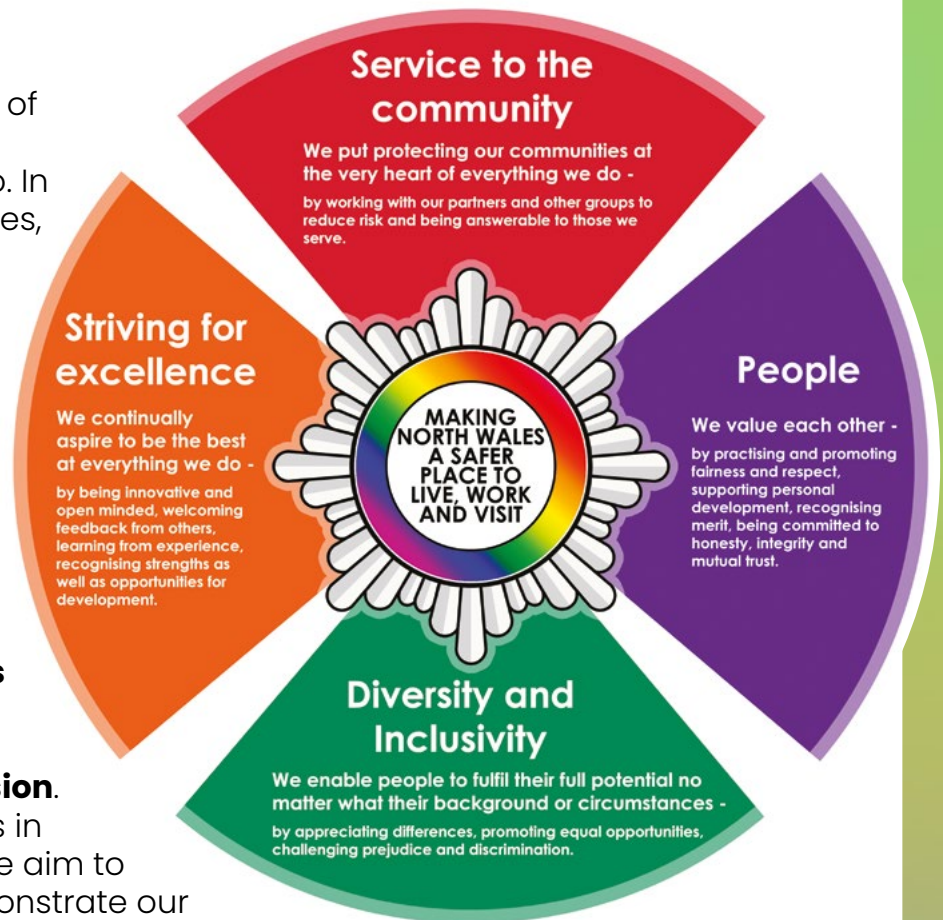 of
o. In
es,
Service to the
community
We put protecting our communities at
the very heart of everything we do -
by working with our partners and other groups to
reduce risk and being answerable to those we
serve.
Striving for
excellence
We continually
aspire to be the best
at everything we do -
by being innovative and
open minded, welcoming
feedback from others,
learning from experience,
recognising strengths as
well as opportunities for
development.
MAKING
NORTH WALES
A SAFER
PLACE TO
LIVE, WORK
AND VISIT
People
We value each other -
by practising and promoting
fairness and respect,
supporting personal
development, recognising
merit, being committed to
honesty, integrity and
mutual trust.
Diversity and
Inclusivity
We enable people to fulfil their full potential no
matter what their background or circumstances -
by appreciating differences, promoting equal opportunities,
challenging prejudice and discrimination.
s
sion.
s in
e aim to
onstrate our